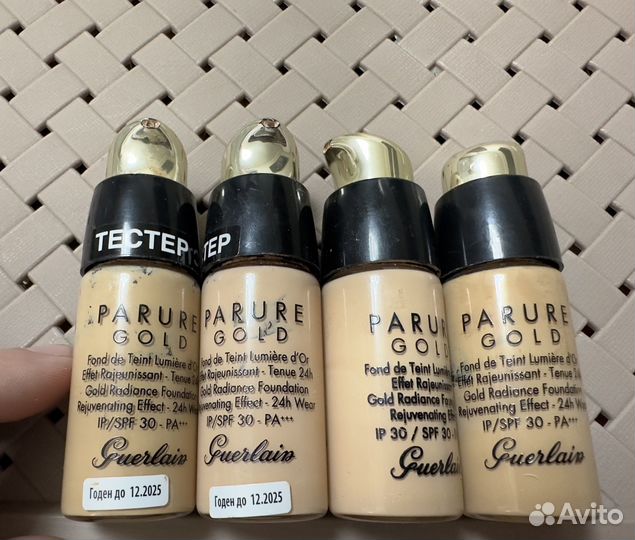 ТЕСТЕР
PARURE
GOLD
Fond de Teint Lumière d'Or
Effet Rajeunissant - Tenue 24h
Gold Radiance Foundation
Rejuvenating Effect - 24h Wear
IP//SPF 30 - PA+++
Guerlain
Годен до 12.2025
ТЕР
PARURE
GOLD
Fond de Teint Lumière d'Or
Effet Rajeunissant - Tenue 24h
Gold Radiance Foundation
Rejuvenating Effect - 24h Wear
IP//SPF 30 - PA+++
Guerlain
Годен до 12.2025
PARURE
GOLD
Fond de Teint Lumière
Effet Rajeunissant
Gold Radiance
Rejuvenating Effect
IP 30 / SPF 30
Guerlain
PARURE
GOLD
Fond de Teint Lumière d'Or
Effet Rajeunissant - Tenue
Gold Radiance Foundation
Rejuvenating Effect - 24h Wear
IP//SPF 30 - PA+++
Guerlain
Avito